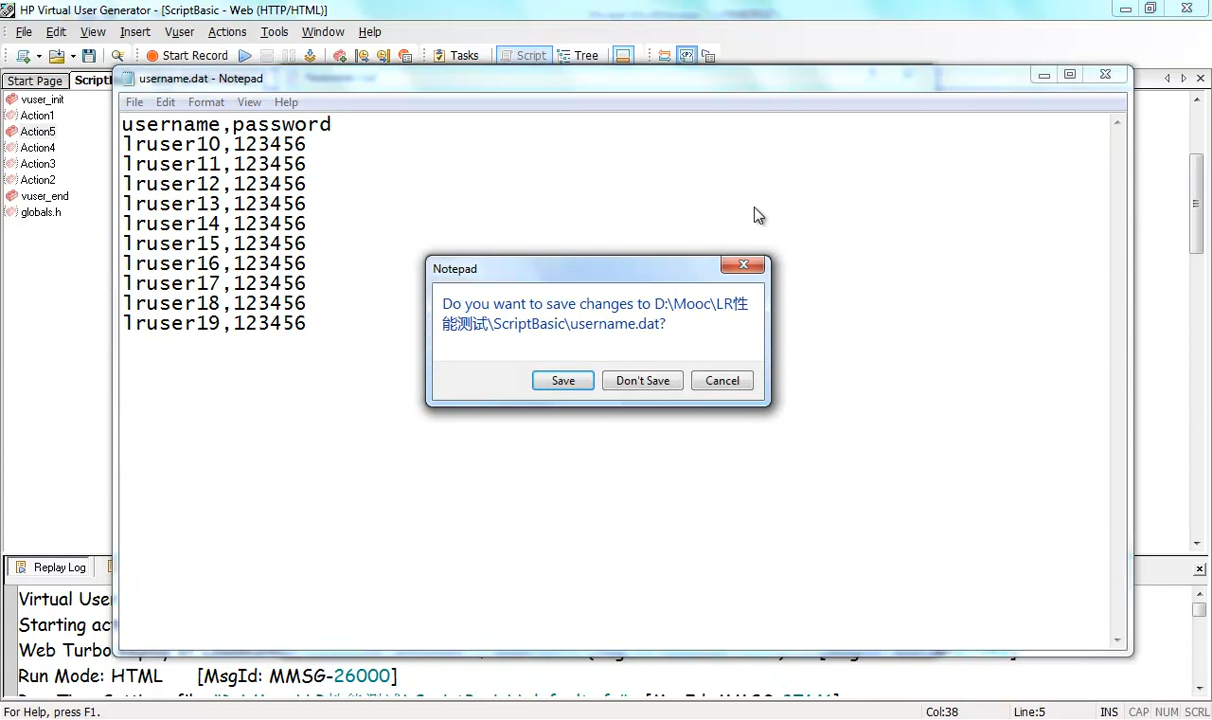 HP Virtual User Generator - [ScriptBasic - Web (HTTP/HTML)]
File Edit View Insert Vuser Actions Tools Window Help
Start Record Tasks Script Tree
Start Page
username.dat - Notepad
File Edit Format View Help
vuser_init
Action1
Action5
Action4
Action3
Action2
vuser_end
globals.h
username,password
lruser10,123456
lruser11,123456
lruser12,123456
lruser13,123456
lruser14,123456
lruser15,123456
lruser16,123456
lruser17,123456
lruser18,123456
lruser19,123456
Notepad
Do you want to save changes to D:\Mooc\LR性
能测试\ScriptBasic\username.dat?
Save Don't Save Cancel
Replay Log
Virtual
Starting
Web Turbo
Run Mode: HTML [MsgId: MMSG-26000]
For Help, press F1.
Col:38 Line:5 INS CAP NUM SCRL